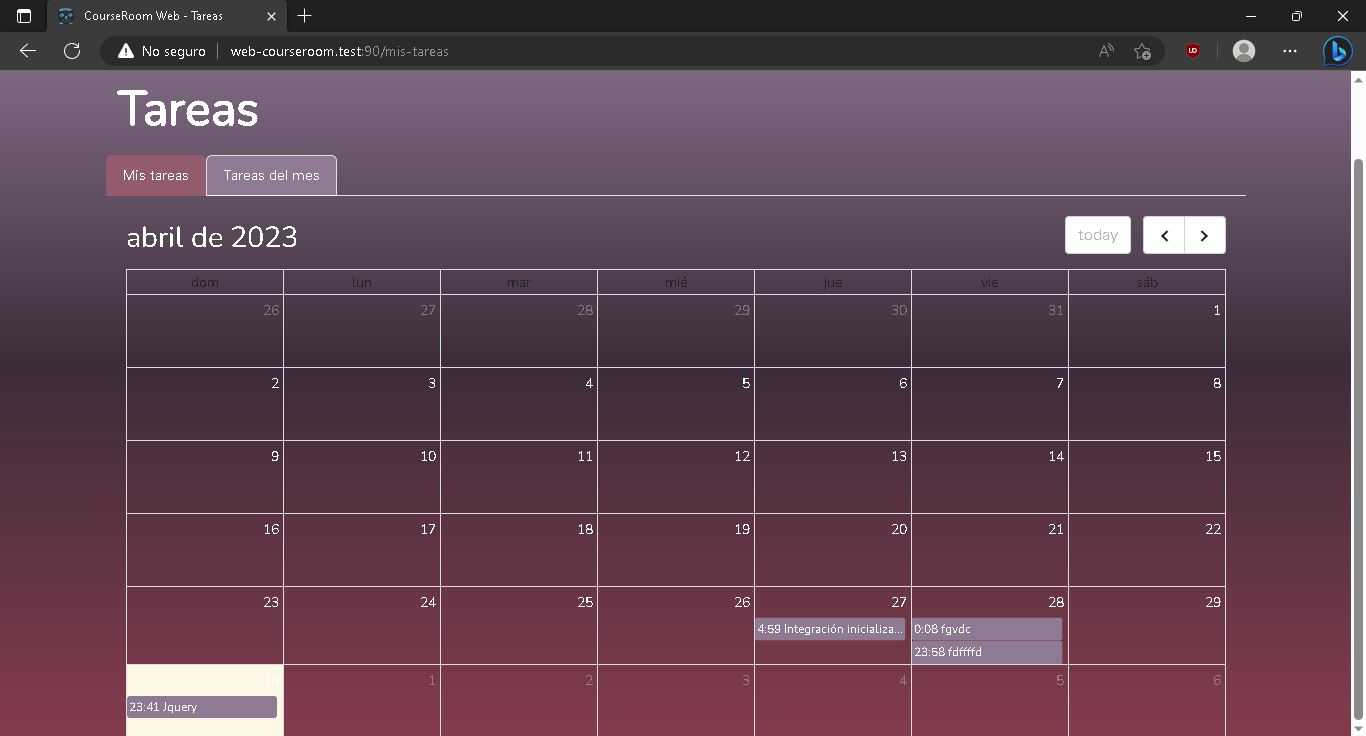 CourseRoom Web - Tareas
No seguro web-courseroom.test:90/mis-tareas
Tareas
Mis tareas Tareas del mes
abril de 2023 today
dom lun mar mié jue vie sáb
26 27 28 29 30 31 1
2 3 4 5 6 7 8
9 10 11 12 13 14 15
16 17 18 19 20 21 22
23 24 25 26 27 28 29
4:59 Integración inicializa... 0:08 fgvdc
23:58 fdffffd
30 1 2 3 4 5 6
23:41 Jquery